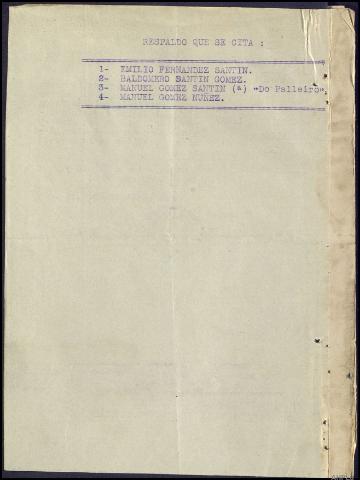 RESPALDO QUE SE CITA :
1- EMILIO FERNANDEZ SANTIN.
2- BALDOMERO SANTIN GOMEZ.
3- MANUEL GOMEZ SANTIN (a) "Do Palleiro".
4- MANUEL GOMEZ NUÑEZ.